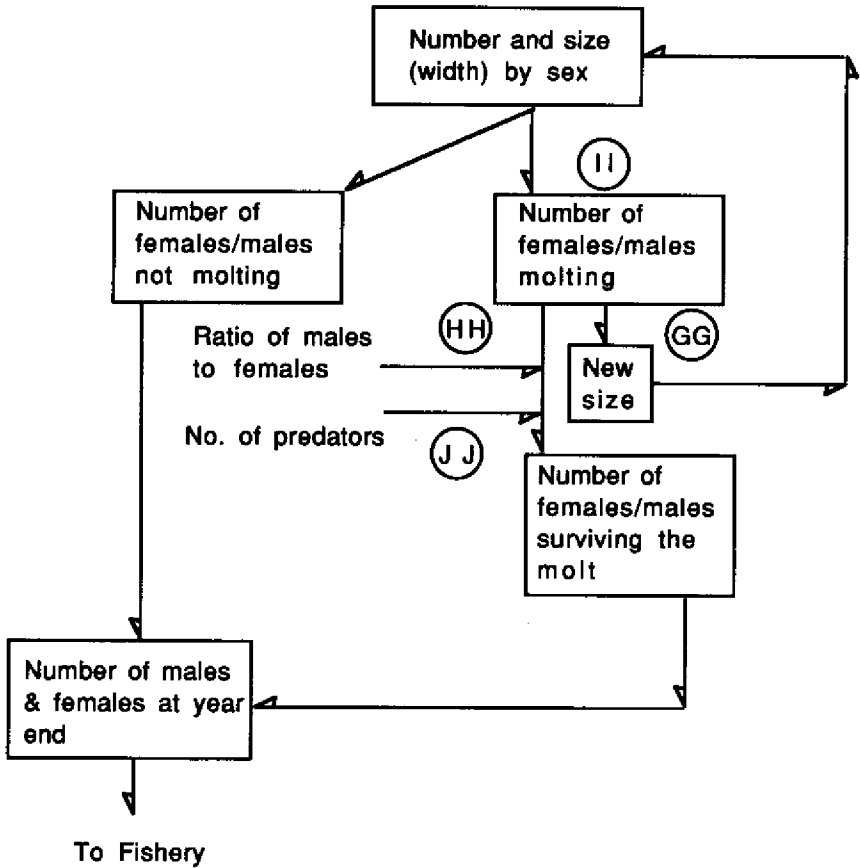 Number and size
(width) by sex
II
Number of
females/males
not molting
Number of
females/males
molting
HH
GG
Ratio of males
to females
New
size
No. of predators
JJ
Number of
females/males
surviving the
molt
Number of males
& females at year
end
To Fishery